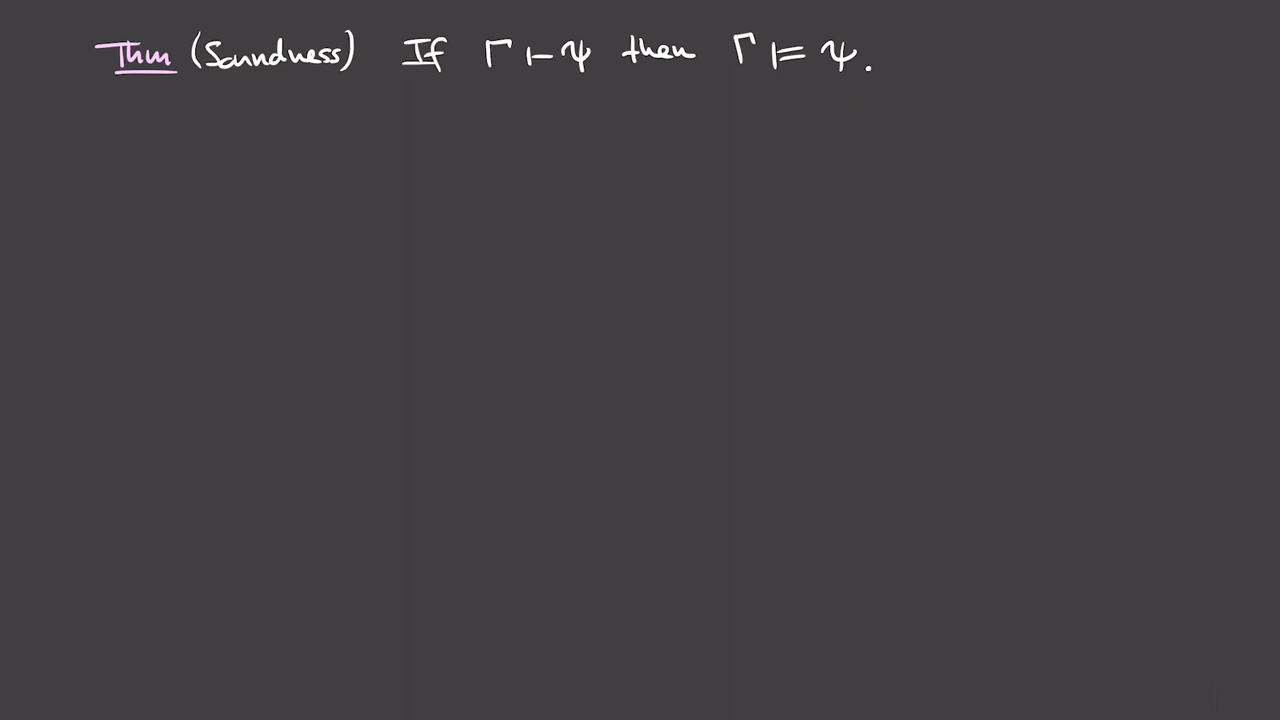 Thm (Soundness) If Γ ⊢ ψ then Γ ⊨ ψ.